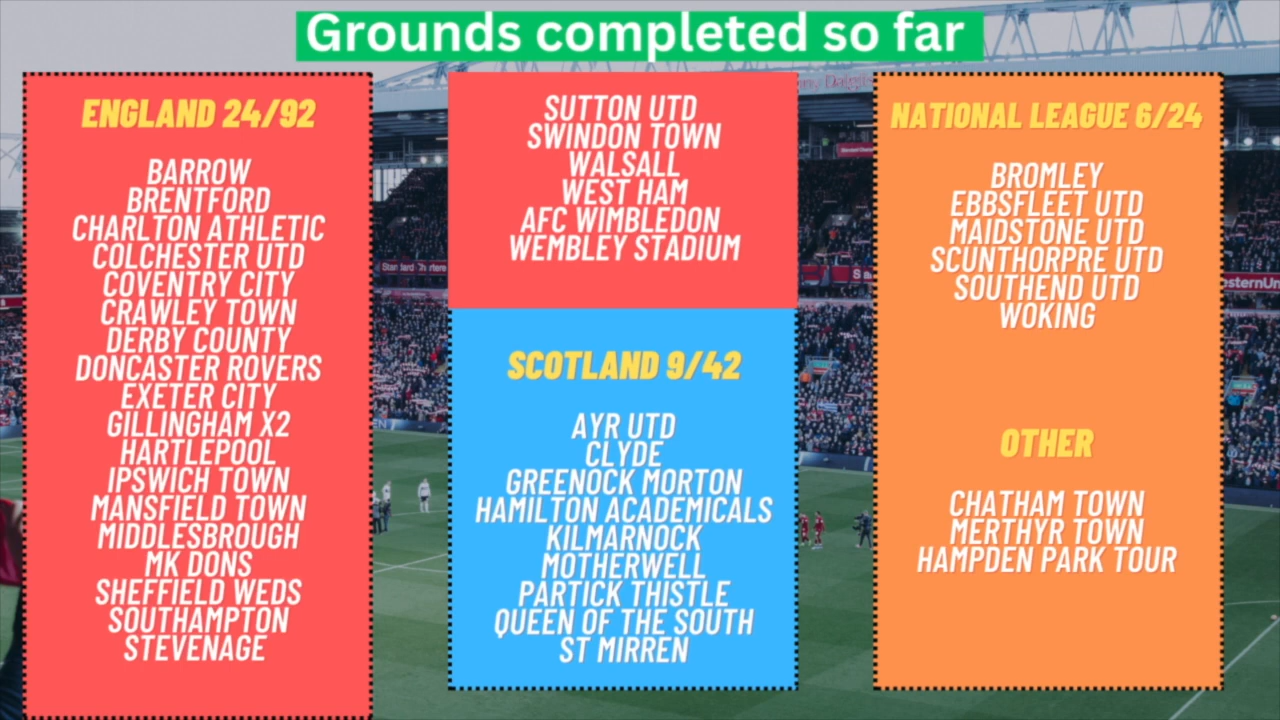 Grounds completed so far
ENGLAND 24/92
BARROW
BRENTFORD
CHARLTON ATHLETIC
COLCHESTER UTD
COVENTRY CITY
CRAWLEY TOWN
DERBY COUNTY
DONCASTER ROVERS
EXETER CITY
GILLINGHAM X2
HARTLEPOOL
IPSWICH TOWN
MANSFIELD TOWN
MIDDLESBROUGH
MK DONS
SHEFFIELD WEDS
SOUTHAMPTON
STEVENAGE
SUTTON UTD
SWINDON TOWN
WALSALL
WEST HAM
AFC WIMBLEDON
WEMBLEY STADIUM
SCOTLAND 9/42
AYR UTD
CLYDE
GREENOCK MORTON
HAMILTON ACADEMICALS
KILMARNOCK
MOTHERWELL
PARTICK THISTLE
QUEEN OF THE SOUTH
ST MIRREN
NATIONAL LEAGUE 6/24
BROMLEY
EBBSFLEET UTD
MAIDSTONE UTD
SCUNTHORPRE UTD
SOUTHEND UTD
WOKING
OTHER
CHATHAM TOWN
MERTHYR TOWN
HAMPDEN PARK TOUR